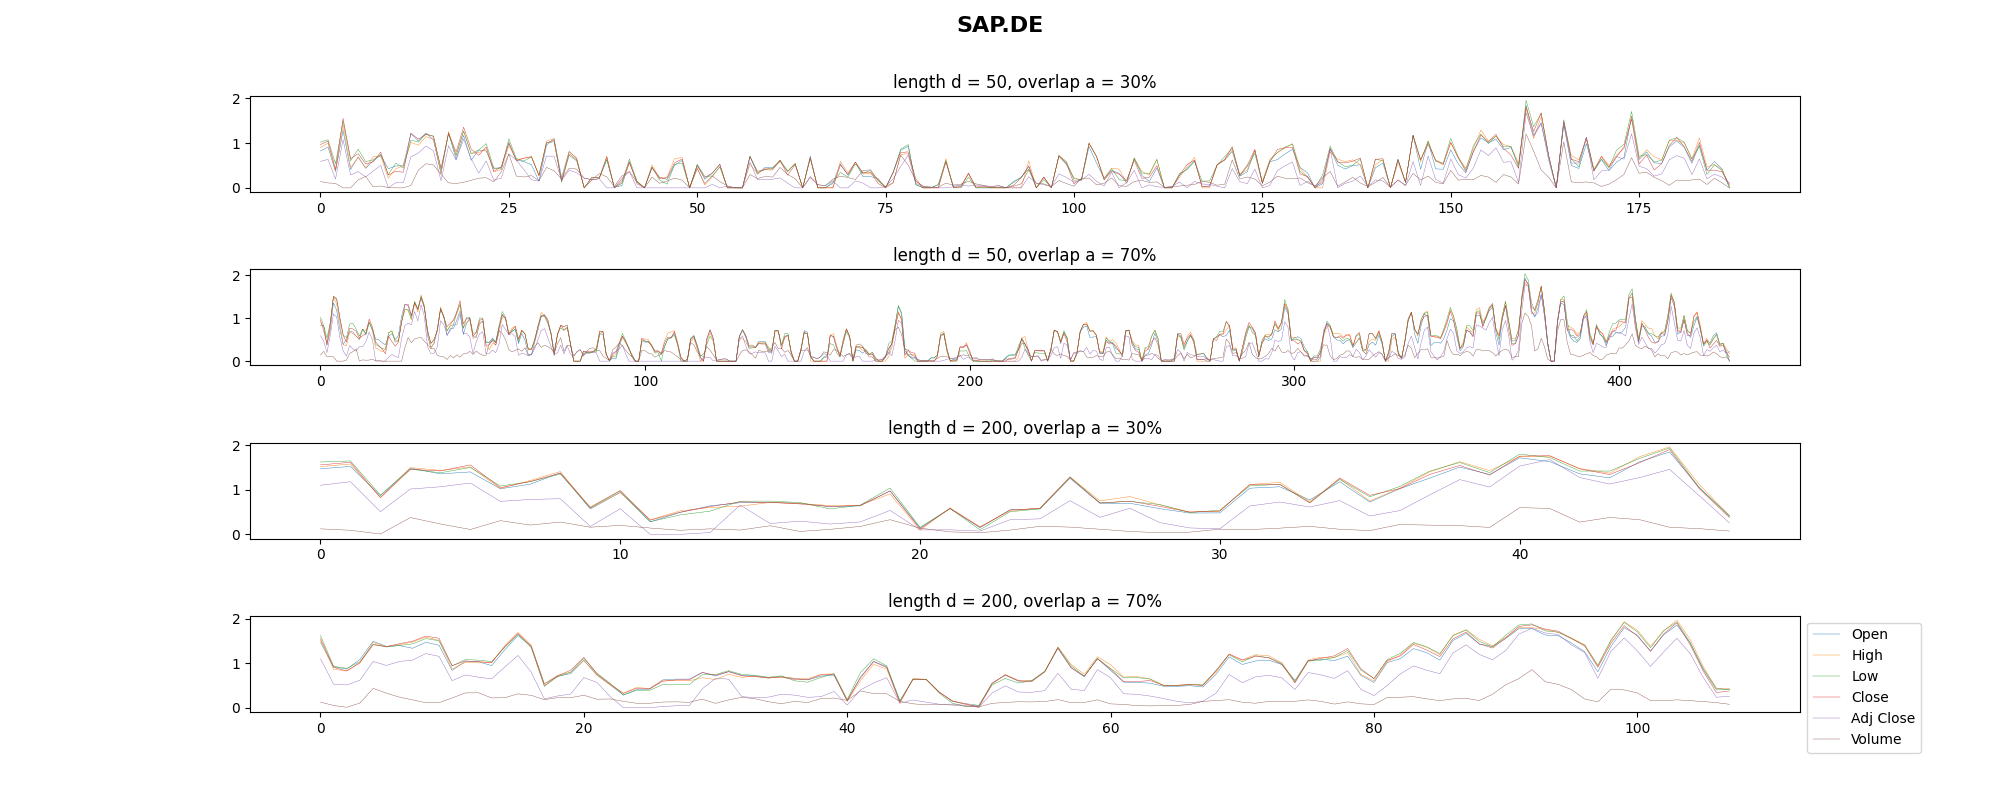 SAP.DE
length d = 50, overlap a = 30%
2
1
0
0 25 50 75 100 125 150 175
length d = 50, overlap a = 70%
2
1
0
0 100 200 300 400
length d = 200, overlap a = 30%
2
1
0
0 10 20 30 40
length d = 200, overlap a = 70%
2
1
0
0 20 40 60 80 100
Open
High
Low
Close
Adj Close
Volume